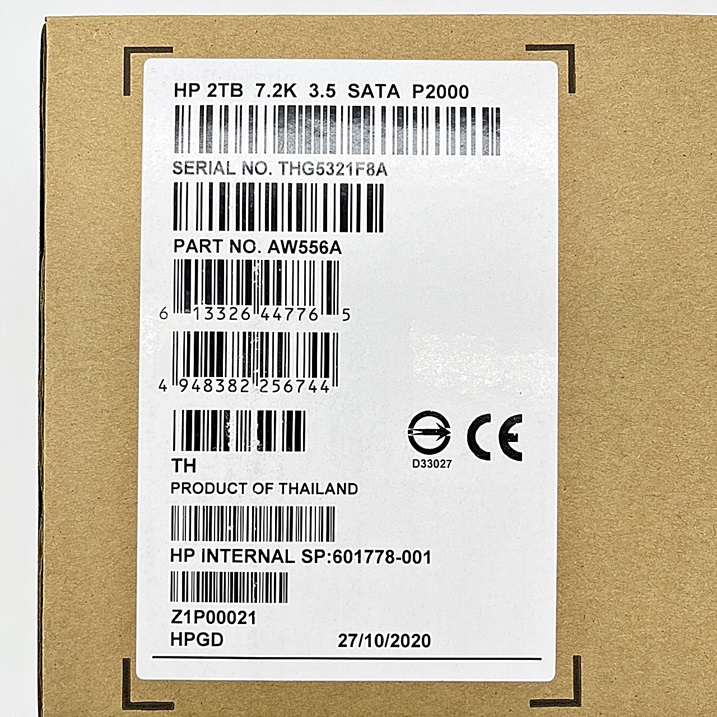 HP 2TB 7.2K 3.5 SATA P2000
SERIAL NO. THG5321F8A
PART NO. AW556A
6 13326 44776 5
4 948382 256744
D33027
CE
TH
PRODUCT OF THAILAND
HP INTERNAL SP:601778-001
Z1P00021
HPGD 27/10/2020